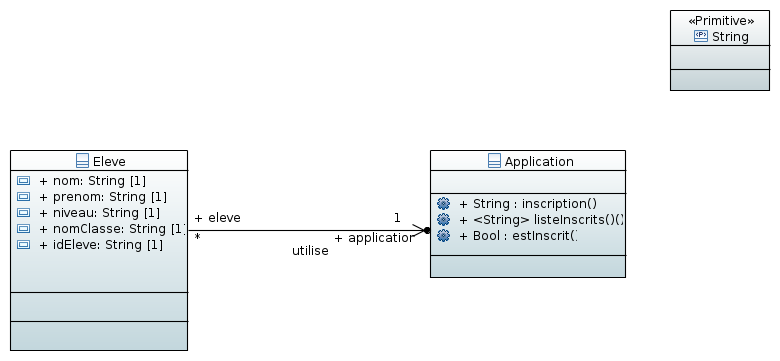 «Primitive»
String
Eleve
+ nom: String [1]
+ prenom: String [1]
+ niveau: String [1]
+ nomClasse: String [1]
+ idEleve: String [1]
+ eleve
*
utilise
1
+ application
Application
+ String : inscription()
+ <String> listeInscrits()()
+ Bool : estInscrit(